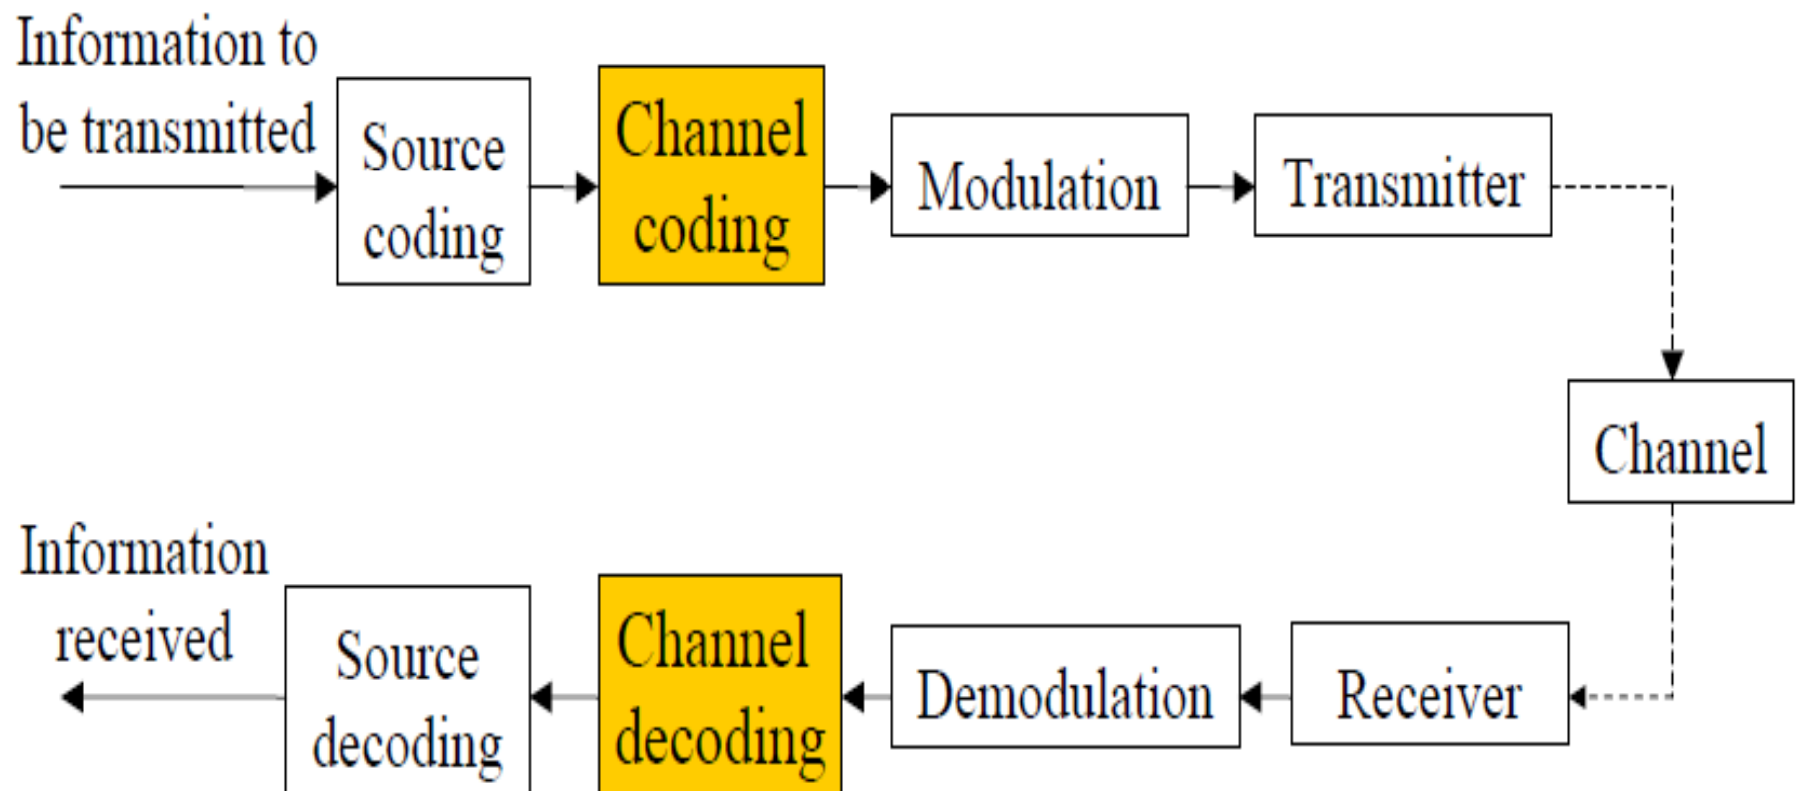 Information to
be transmitted
Source
coding
Channel
coding
Modulation
Transmitter
Channel
Information
received
Source
decoding
Channel
decoding
Demodulation
Receiver